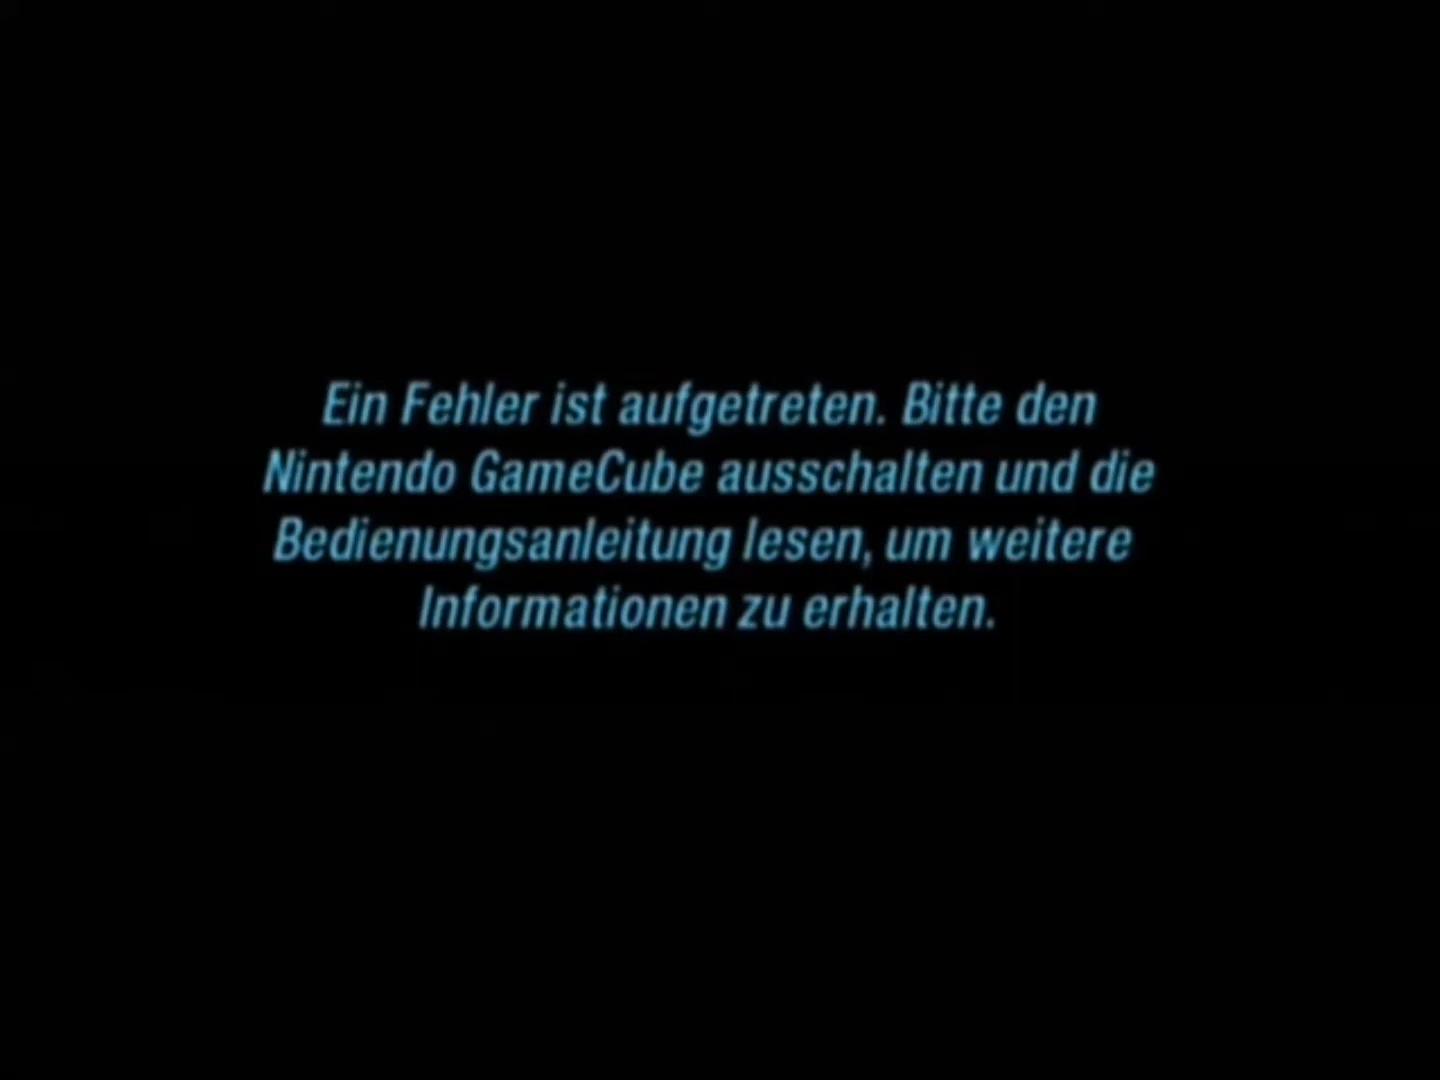 Ein Fehler ist aufgetreten. Bitte den
Nintendo GameCube ausschalten und die
Bedienungsanleitung lesen, um weitere
Informationen zu erhalten.